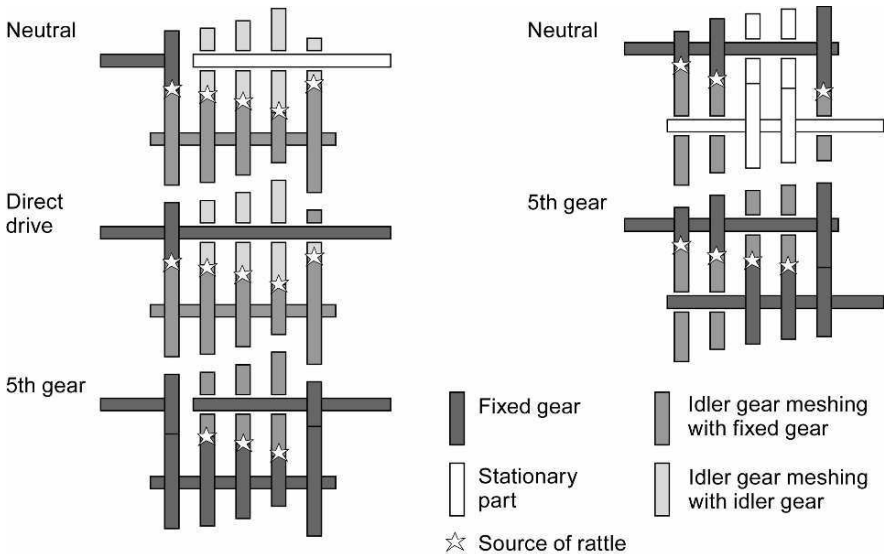 Neutral
Direct
drive
5th gear
Neutral
5th gear
Fixed gear
Stationary
part
Source of rattle
Idler gear meshing
with fixed gear
Idler gear meshing
with idler gear